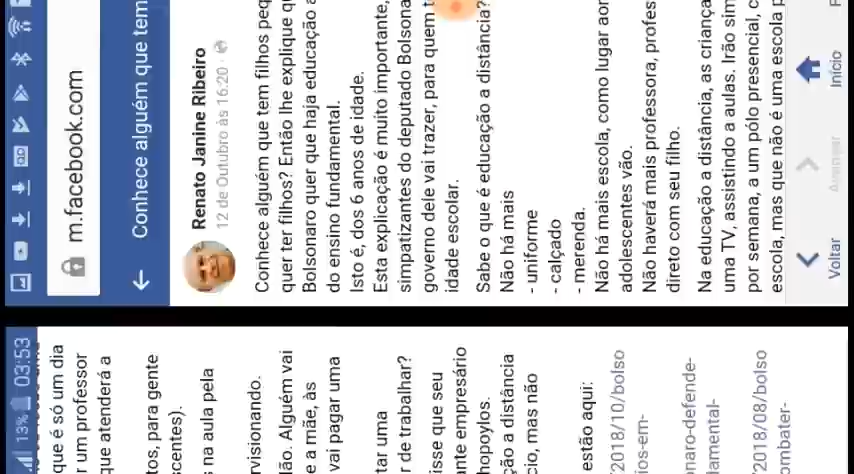 m.facebook.com
Conhece alguém que tem
Renato Janine Ribeiro
12 de Outubro às 16:20
Conhece alguém que tem filhos peq
quer ter filhos? Então lhe explique q
Bolsonaro quer que haja educação a
do ensino fundamental.
Isto é, dos 6 anos de idade.
Esta explicação é muito importante,
simpatizantes do deputado Bolsona
governo dele vai trazer, para quem t
idade escolar.
Sabe o que é educação a distância?
Não há mais
- uniforme
- calçado
- merenda.
Não há mais escola, como lugar aon
adolescentes vão.
Não haverá mais professora, profes
direto com seu filho.
Na educação a distância, as criança
uma TV, assistindo a aulas. Irão sim
por semana, a um pólo presencial, c
escola, mas que não é uma escola p
Voltar
Avançar
Início
13% 03:53
que é só um dia
r um professor
que atenderá a
tos, para gente
centes).
s na aula pela
rvisionando.
lão. Alguém vai
e a mãe, às
vai pagar uma
tar uma
r de trabalhar?
isse que seu
ante empresário
hopoylos.
ção a distância
cio, mas não
estão aqui:
2018/10/bolso
ios-em-
naro-defende-
lamental-
2018/08/bolso
ombater-